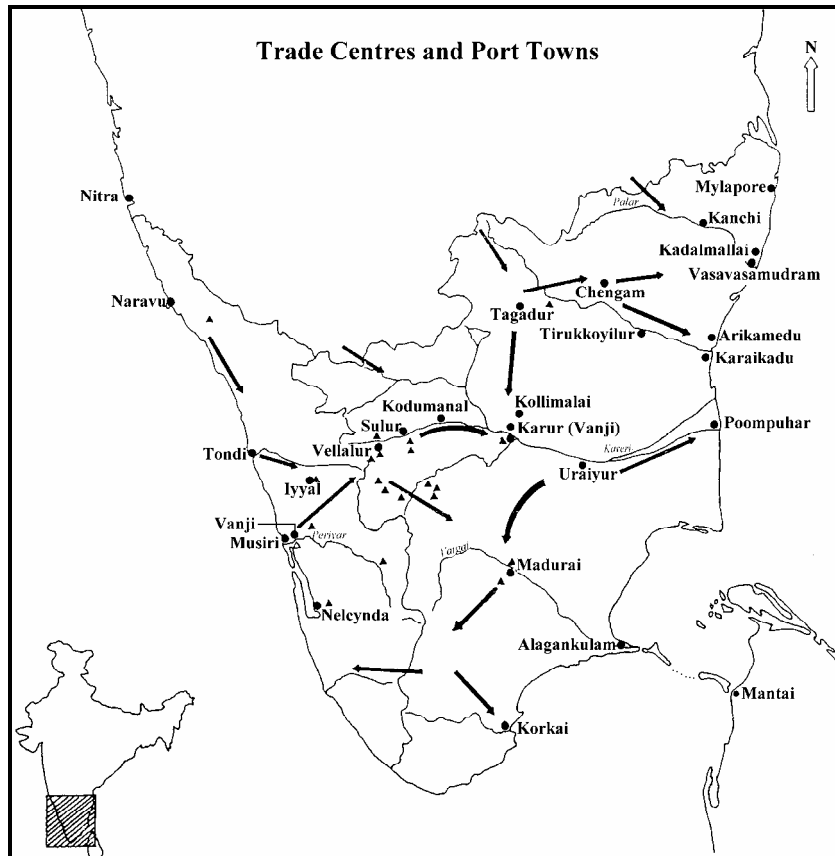 Trade Centres and Port Towns
N
Mylapore
Nitra
Palar
Kanchi
Kadalmallai
Vasavasamudram
Chengam
Naravu
Tagadur
Tirukkoyilur
Arikamedu
Karaikadu
Kodumanal
Kollimalai
Sulur
Karur (Vanji)
Poompuhar
Vellalur
Kaveri
Tondi
Uraiyur
Iyyal
Vanji
Periyar
Musiri
Vaigai
Madurai
Nelcynda
Alagankulam
Mantai
Korkai